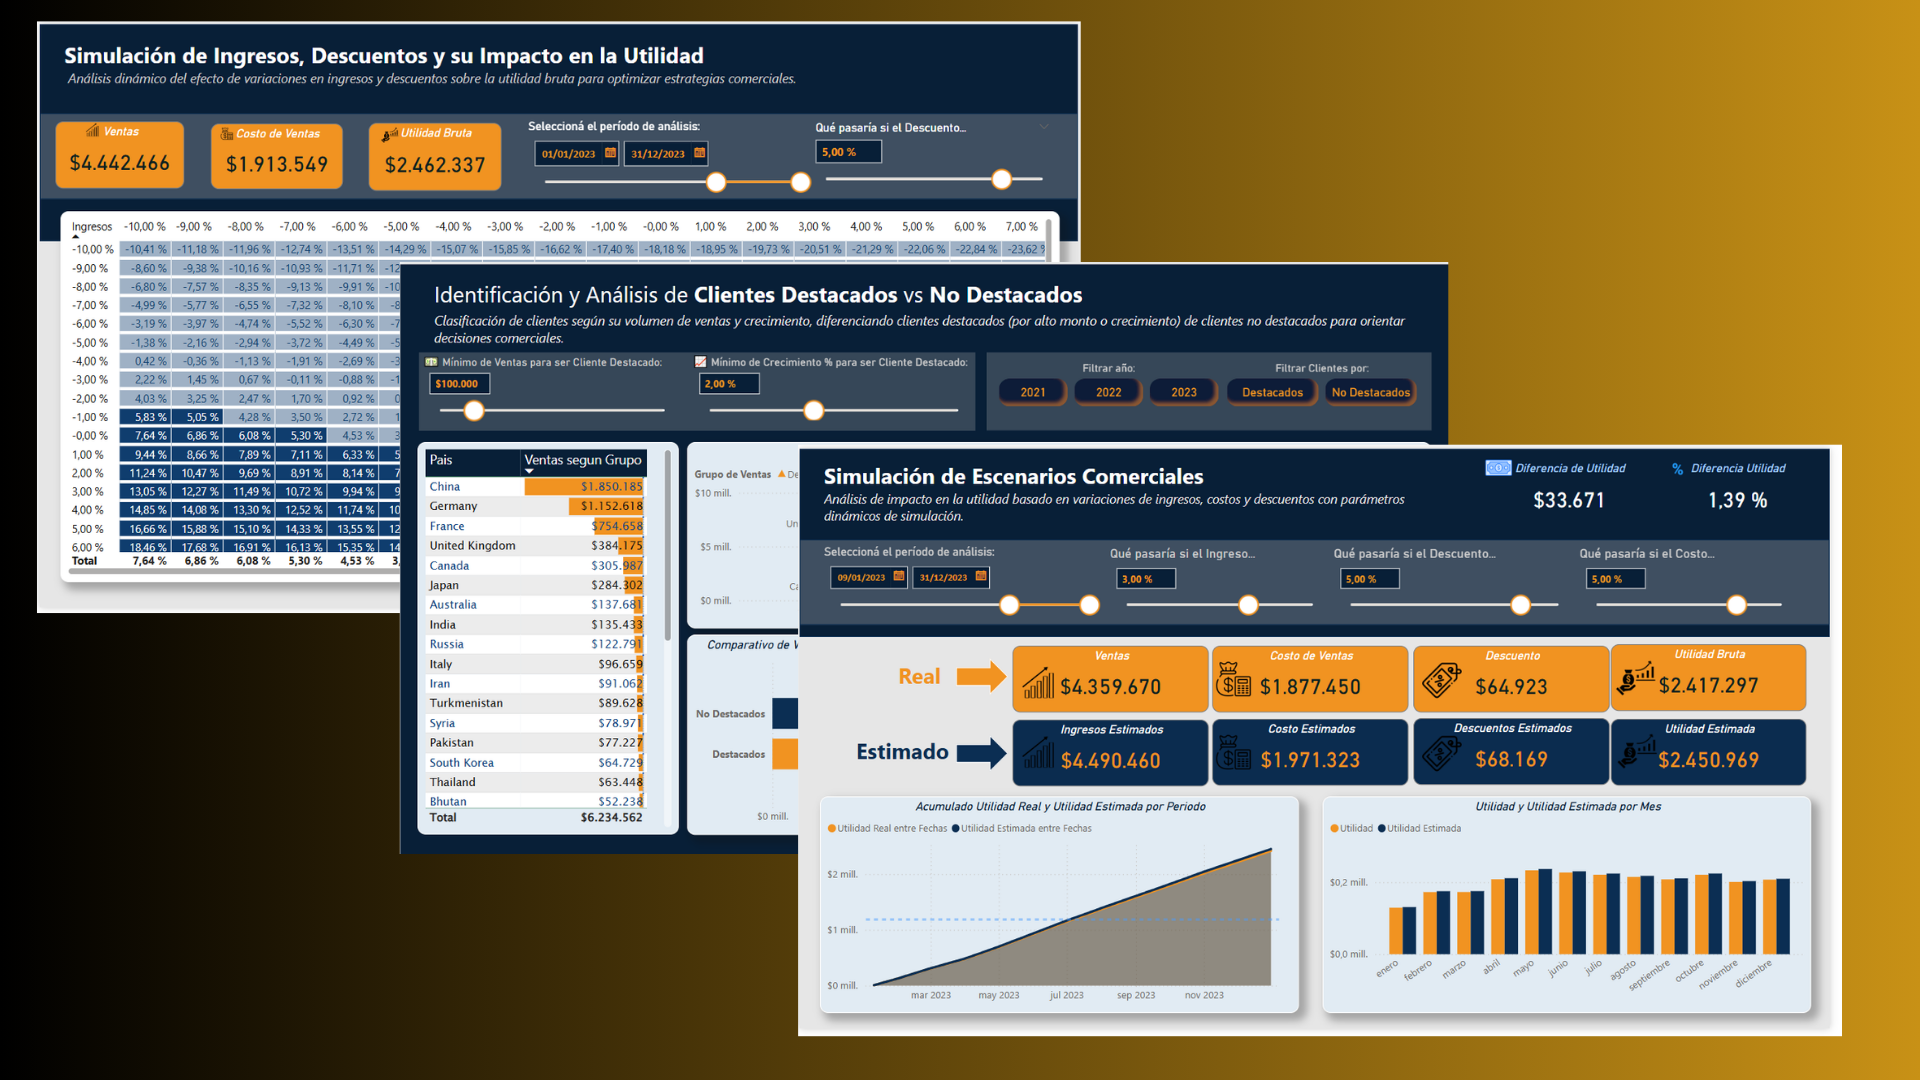 Simulación de Ingresos, Descuentos y su Impacto en la Utilidad
Análisis dinámico del efecto de variaciones en ingresos y descuentos sobre la utilidad bruta para optimizar estrategias comerciales.
Ventas
$4.442.466
Costo de Ventas
$1.913.549
Utilidad Bruta
$2.462.337
Seleccioná el período de análisis:
01/01/2023 31/12/2023
Qué pasaría si el Descuento...
5,00 %
Ingresos -10,00 % -9,00 % -8,00 % -7,00 % -6,00 % -5,00 % -4,00 % -3,00 % -2,00 % -1,00 % -0,00 % 1,00 % 2,00 % 3,00 % 4,00 % 5,00 % 6,00 % 7,00 %
-10,00 % -10,41 % -11,18 % -11,96 % -12,74 % -13,51 % -14,29 % -15,07 % -15,85 % -16,62 % -17,40 % -18,18 % -18,95 % -19,73 % -20,51 % -21,29 % -22,06 % -22,84 % -23,62 %
-9,00 % -8,60 % -9,38 % -10,16 % -10,93 % -11,71 % -12
-8,00 % -6,80 % -7,57 % -8,35 % -9,13 % -9,91 % -10
-7,00 % -4,99 % -5,77 % -6,55 % -7,32 % -8,10 % -8
-6,00 % -3,19 % -3,97 % -4,74 % -5,52 % -6,30 % -7
-5,00 % -1,38 % -2,16 % -2,94 % -3,72 % -4,49 % -5
-4,00 % 0,42 % -0,36 % -1,13 % -1,91 % -2,69 % -3
-3,00 % 2,22 % 1,45 % 0,67 % -0,11 % -0,88 % -1
-2,00 % 4,03 % 3,25 % 2,47 % 1,70 % 0,92 % 0
-1,00 % 5,83 % 5,05 % 4,28 % 3,50 % 2,72 % 1
-0,00 % 7,64 % 6,86 % 6,08 % 5,30 % 4,53 % 3
1,00 % 9,44 % 8,66 % 7,89 % 7,11 % 6,33 % 5
2,00 % 11,24 % 10,47 % 9,69 % 8,91 % 8,14 % 7
3,00 % 13,05 % 12,27 % 11,49 % 10,72 % 9,94 % 9
4,00 % 14,85 % 14,08 % 13,30 % 12,52 % 11,74 % 10
5,00 % 16,66 % 15,88 % 15,10 % 14,33 % 13,55 % 12
6,00 % 18,46 % 17,68 % 16,91 % 16,13 % 15,35 % 14
Total 7,64 % 6,86 % 6,08 % 5,30 % 4,53 % 3,
Identificación y Análisis de Clientes Destacados vs No Destacados
Clasificación de clientes según su volumen de ventas y crecimiento, diferenciando clientes destacados (por alto monto o crecimiento) de clientes no destacados para orientar
decisiones comerciales.
Mínimo de Ventas para ser Cliente Destacado:
$100.000
Mínimo de Crecimiento % para ser Cliente Destacado:
2,00 %
Filtrar año:
2021 2022 2023
Filtrar Clientes por:
Destacados No Destacados
Pais Ventas segun Grupo
China $1.850.185
Germany $1.152.618
France $754.658
United Kingdom $384.175
Canada $305.987
Japan $284.302
Australia $137.681
India $135.433
Russia $122.791
Italy $96.659
Iran $91.062
Turkmenistan $89.628
Syria $78.971
Pakistan $77.227
South Korea $64.729
Thailand $63.448
Bhutan $52.238
Total $6.234.562
Grupo de Ventas De
$10 mill.
Un
$5 mill.
Ca
$0 mill.
Comparativo de V
No Destacados
Destacados
$0 mill.
Simulación de Escenarios Comerciales
Análisis de impacto en la utilidad basado en variaciones de ingresos, costos y descuentos con parámetros
dinámicos de simulación.
Diferencia de Utilidad
$33.671
% Diferencia Utilidad
1,39 %
Seleccioná el período de análisis:
09/01/2023 31/12/2023
Qué pasaría si el Ingreso...
3,00 %
Qué pasaría si el Descuento...
5,00 %
Qué pasaría si el Costo...
5,00 %
Real
Ventas
$4.359.670
Costo de Ventas
$1.877.450
Descuento
$64.923
Utilidad Bruta
$2.417.297
Estimado
Ingresos Estimados
$4.490.460
Costo Estimados
$1.971.323
Descuentos Estimados
$68.169
Utilidad Estimada
$2.450.969
Acumulado Utilidad Real y Utilidad Estimada por Periodo
Utilidad Real entre Fechas Utilidad Estimada entre Fechas
$2 mill.
$1 mill.
$0 mill.
mar 2023 may 2023 jul 2023 sep 2023 nov 2023
Utilidad y Utilidad Estimada por Mes
Utilidad Utilidad Estimada
$0,2 mill.
$0,0 mill.
enero febrero marzo abril mayo junio julio agosto septiembre octubre noviembre diciembre